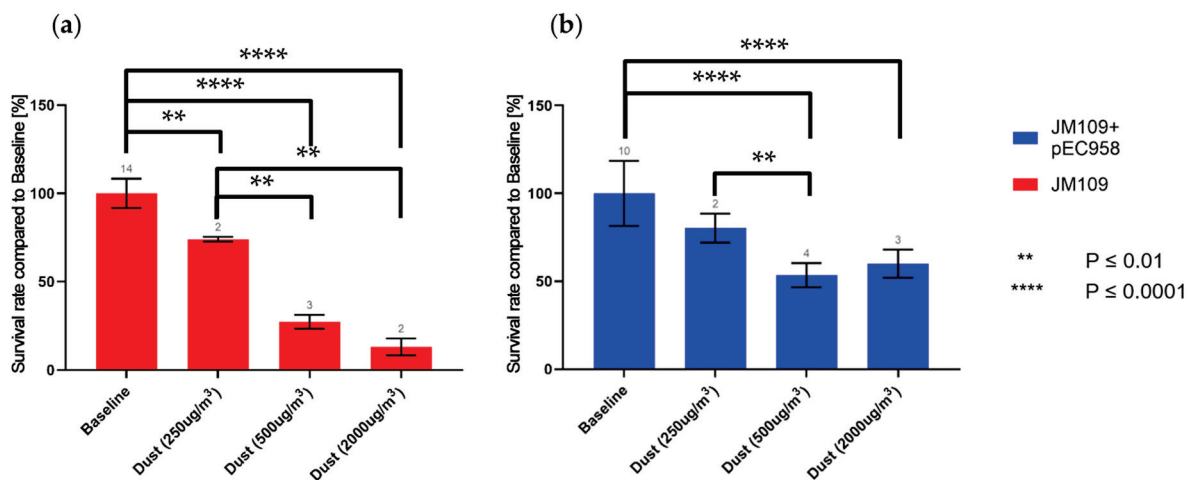 (a)
****
****
**
**
**
Survival rate compared to Baseline [%]
150
100
50
0
14
2
3
2
Baseline
Dust (250ug/m³)
Dust (500ug/m³)
Dust (2000ug/m³)
(b)
****
****
**
Survival rate compared to Baseline [%]
150
100
50
0
10
2
4
3
Baseline
Dust (250ug/m³)
Dust (500ug/m³)
Dust (2000ug/m³)
JM109+
pEC958
JM109
** P ≤ 0.01
**** P ≤ 0.0001